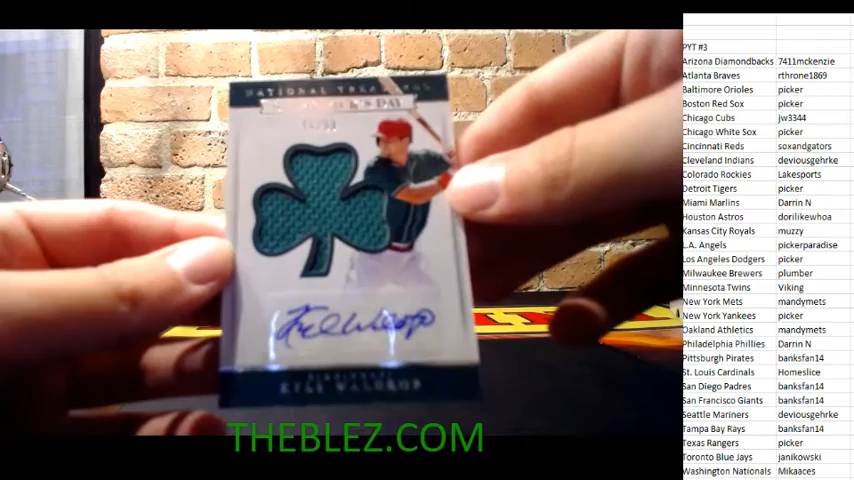 NATIONAL TREASURES
KYLE WALDROP
THEBLEZ.COM
PYT #3
Arizona Diamondbacks 7411mckenzie
Atlanta Braves rthrone1869
Baltimore Orioles picker
Boston Red Sox picker
Chicago Cubs jw3344
Chicago White Sox picker
Cincinnati Reds soxandgators
Cleveland Indians deviousgehrke
Colorado Rockies Lakesports
Detroit Tigers picker
Miami Marlins Darrin N
Houston Astros dorilikewhoa
Kansas City Royals muzzy
L.A. Angels pickerparadise
Los Angeles Dodgers picker
Milwaukee Brewers plumber
Minnesota Twins Viking
New York Mets mandymets
New York Yankees picker
Oakland Athletics mandymets
Philadelphia Phillies Darrin N
Pittsburgh Pirates banksfan14
St. Louis Cardinals Homeslice
San Diego Padres banksfan14
San Francisco Giants banksfan14
Seattle Mariners deviousgehrke
Tampa Bay Rays banksfan14
Texas Rangers picker
Toronto Blue Jays janikowski
Washington Nationals Mikaaces